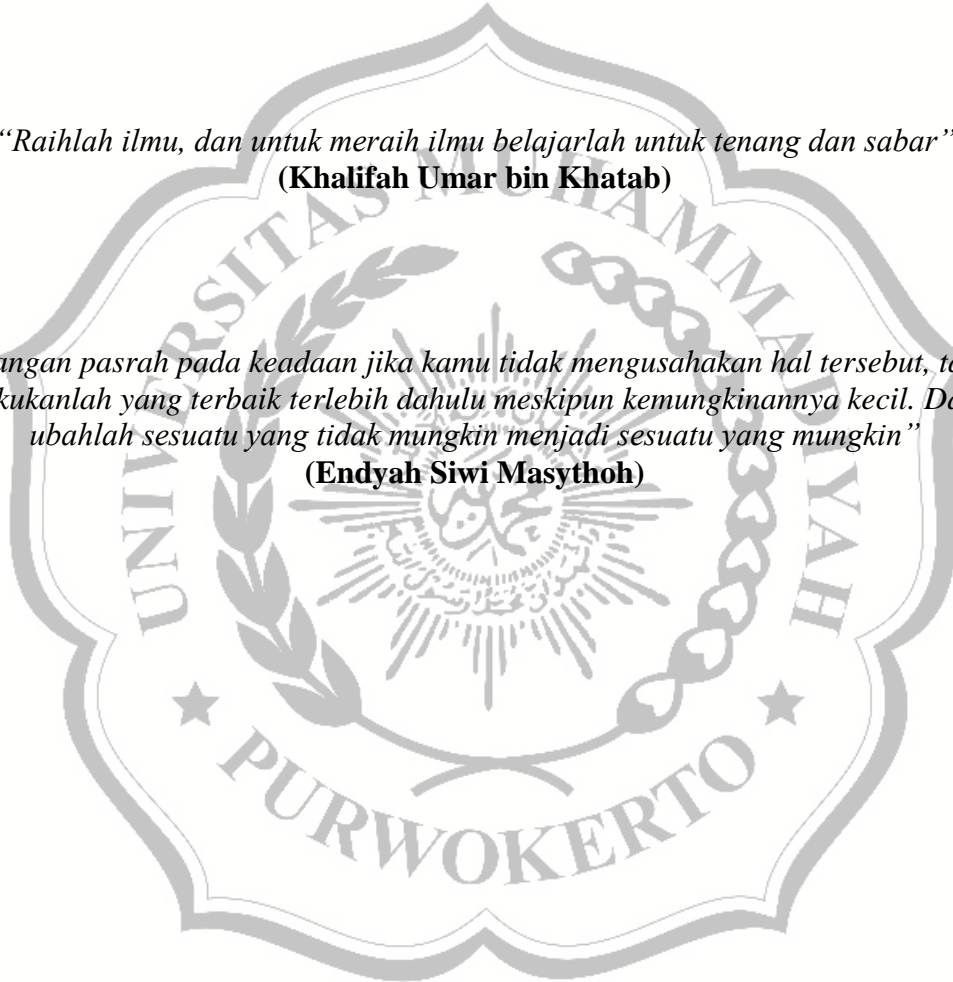 “Raihlah ilmu, dan untuk meraih ilmu belajarlah untuk tenang dan sabar”
(Khalifah Umar bin Khatab)
angan pasrah pada keadaan jika kamu tidak mengusahakan hal tersebut, te
kukanlah yang terbaik terlebih dahulu meskipun kemungkinannya kecil. Da
ubahlah sesuatu yang tidak mungkin menjadi sesuatu yang mungkin”
(Endyah Siwi Masythoh)
UNIVERSITAS MUHAMMADIYAH
PURWOKERTO